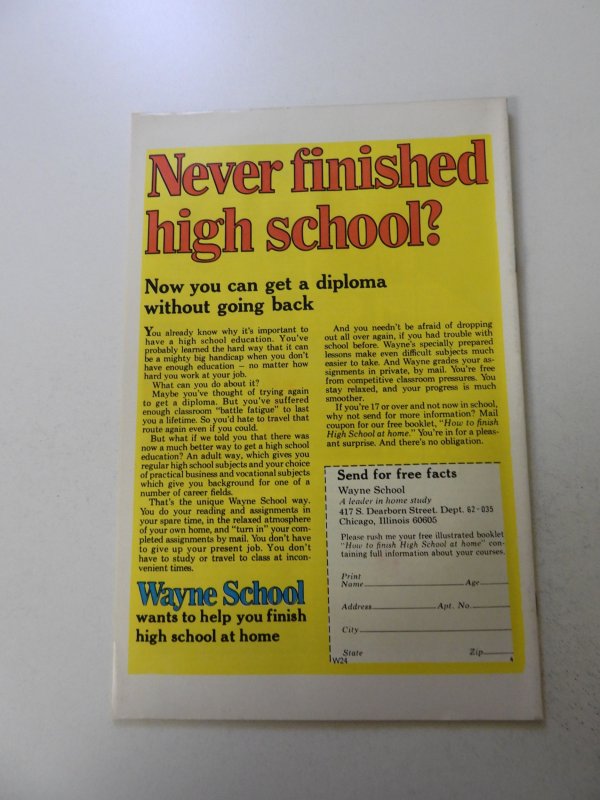 Never finished
high school?
Now you can get a diploma
without going back
You already know why it's important to
have a high school education. You've
probably learned the hard way that it can
be a mighty big handicap when you don't
have enough education — no matter how
hard you work at your job.
What can you do about it?
Maybe you've thought of trying again
to get a diploma. But you've suffered
enough classroom "battle fatigue" to last
you a lifetime. So you'd hate to travel that
route again even if you could.
But what if we told you that there was
now a much better way to get a high school
education? An adult way, which gives you
regular high school subjects and your choice
of practical business and vocational subjects
which give you background for one of a
number of career fields.
That's the unique Wayne School way.
You do your reading and assignments in
your spare time, in the relaxed atmosphere
of your own home, and "turn in" your com-
pleted assignments by mail. You don't have
to give up your present job. You don't
have to study or travel to class at incon-
venient times.
Wayne School
wants to help you finish
high school at home
And you needn't be afraid of dropping
out all over again, if you had trouble with
school before. Wayne's specially prepared
lessons make even difficult subjects much
easier to take. And Wayne grades your as-
signments in private, by mail. You're free
from competitive classroom pressures. You
stay relaxed, and your progress is much
smoother.
If you're 17 or over and not now in school,
why not send for more information? Mail
coupon for our free booklet, "How to finish
High School at home." You're in for a pleas-
ant surprise. And there's no obligation.
Send for free facts
Wayne School
A leader in home study
417 S. Dearborn Street. Dept. 62-035
Chicago, Illinois 60605
Please rush me your free illustrated booklet
"How to finish High School at home" con-
taining full information about your courses.
Print
Name Age
Address Apt. No.
City
State Zip
W24